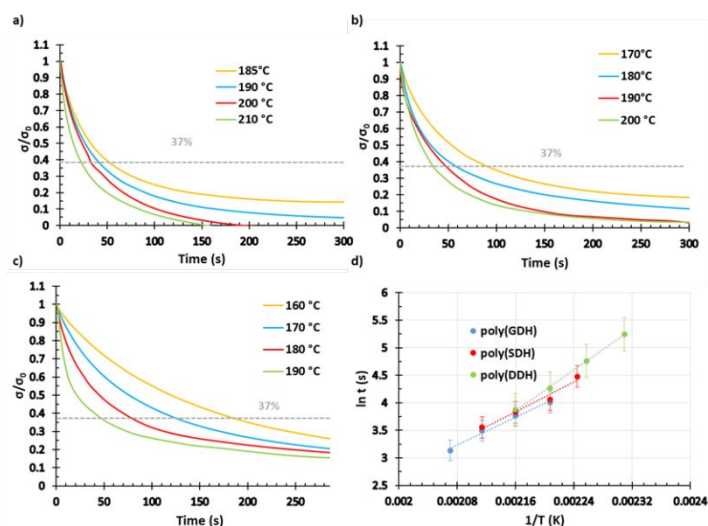 a)
1.1
1
0.9
0.8
0.7
0.6
0.5
0.4
0.3
0.2
0.1
0
σ/σ0
185°C
190 °C
200 °C
210 °C
37%
0 50 100 150 200 250 300
Time (s)
b)
1.1
1
0.9
0.8
0.7
0.6
0.5
0.4
0.3
0.2
0.1
0
σ/σ0
170°C
180°C
190°C
200 °C
37%
0 50 100 150 200 250 300
Time (s)
c)
1.1
1
0.9
0.8
0.7
0.6
0.5
0.4
0.3
0.2
0.1
0
σ/σ0
160 °C
170 °C
180 °C
190 °C
37%
0 50 100 150 200 250
Time (s)
d)
6
5.5
5
4.5
4
3.5
3
2.5
ln t (s)
poly(GDH)
poly(SDH)
poly(DDH)
0.002 0.00208 0.00216 0.00224 0.00232 0.0024
1/T (K)